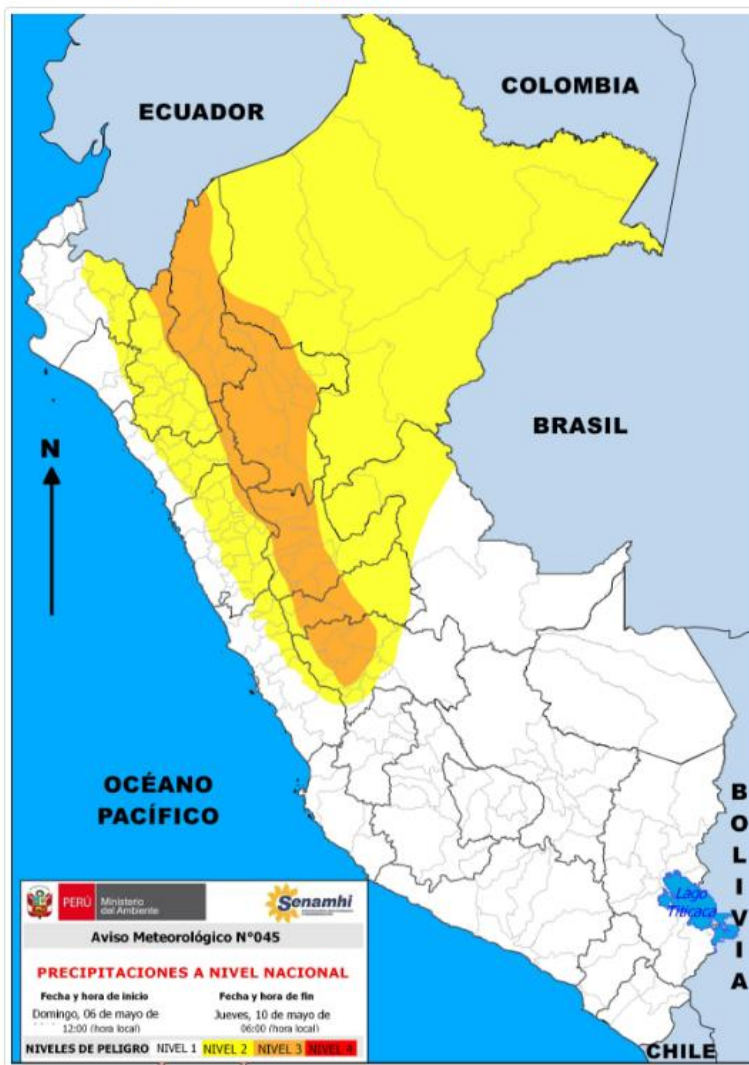 COLOMBIA
ECUADOR
BRASIL
N
OCÉANO
PACÍFICO
BOLIVIA
Lago
Titicaca
CHILE
PERÚ
Ministerio
del Ambiente
Senamhi
Aviso Meteorológico N°045
PRECIPITACIONES A NIVEL NACIONAL
Fecha y hora de inicio
Domingo, 06 de mayo de
12:00 (hora local)
Fecha y hora de fin
Jueves, 10 de mayo de
06:00 (hora local)
NIVELES DE PELIGRO NIVEL 1 NIVEL 2 NIVEL 3 NIVEL 4